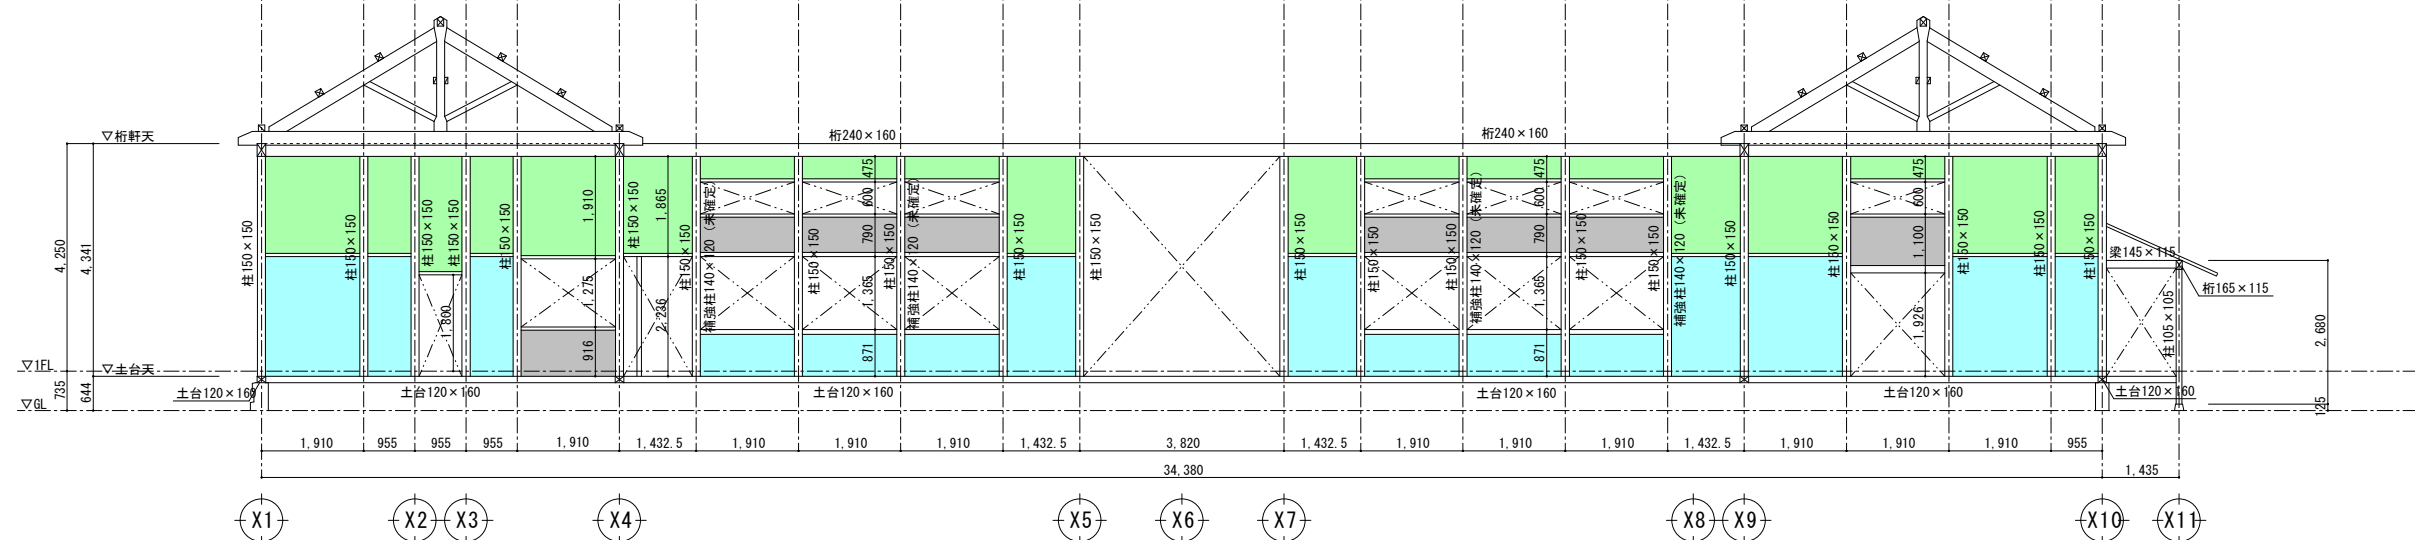 ▽桁軒天
桁240×160
桁240×160
4,250
4,341
735
644
▽1FL
▽土台天
▽GL
柱150×150
柱150×150
柱150×150
柱150×150
柱150×150
1,800
1,910
1,275
916
柱150×150
1,865
2,236
柱150×150
補強柱140×120 (未確定)
柱150×150
475
600
790
1,365
871
柱150×150
補強柱140×120 (未確定)
柱150×150
柱150×150
柱150×150
柱150×150
補強柱140×120 (未確定)
475
600
790
1,365
871
柱150×150
柱150×150
補強柱140×120 (未確定)
柱150×150
柱150×150
475
600
1,100
1,926
柱150×150
柱150×150
柱150×150
梁145×115
桁165×115
柱105×105
2,680
125
土台120×160
土台120×160
土台120×160
土台120×160
土台120×160
土台120×160
1,910
955
955
955
1,910
1,432.5
1,910
1,910
1,910
1,432.5
3,820
1,432.5
1,910
1,910
1,910
1,432.5
1,910
1,910
1,910
955
34,380
1,435
X1
X2
X3
X4
X5
X6
X7
X8
X9
X10
X11